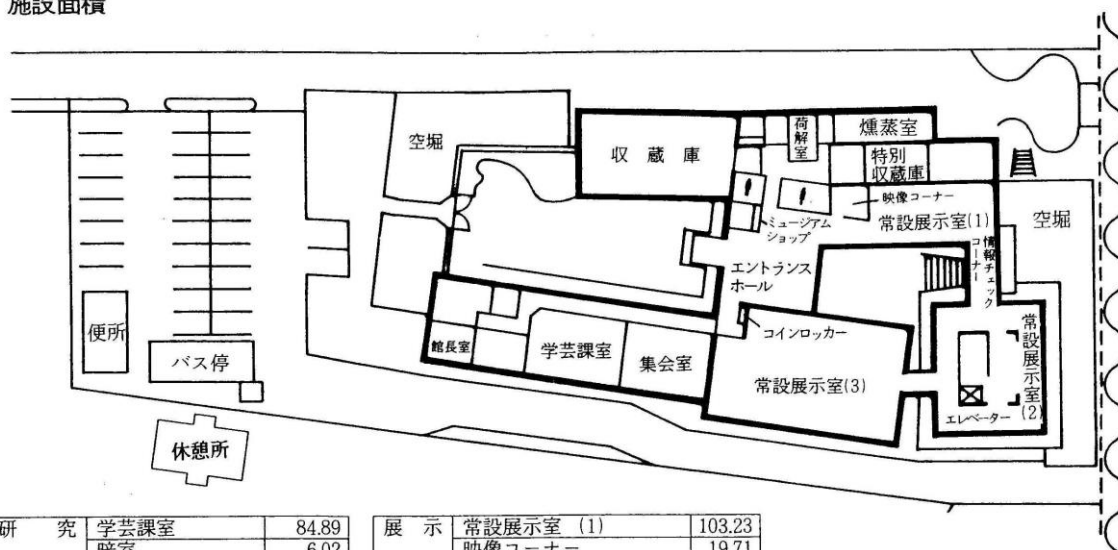 施設面積
空堀
収蔵庫
荷解室
燻蒸室
特別
収蔵庫
映像コーナー
ミュージアム
ショップ
常設展示室(1)
空堀
情報チェック
コーナー
エントランス
ホール
コインロッカー
便所
バス停
館長室
学芸課室
集会室
常設展示室(3)
常設展示室(2)
エレベーター
休憩所
研究 学芸課室 84.89
暗室 6.02
展示 常設展示室 (1) 103.23
映像コーナー 19.71